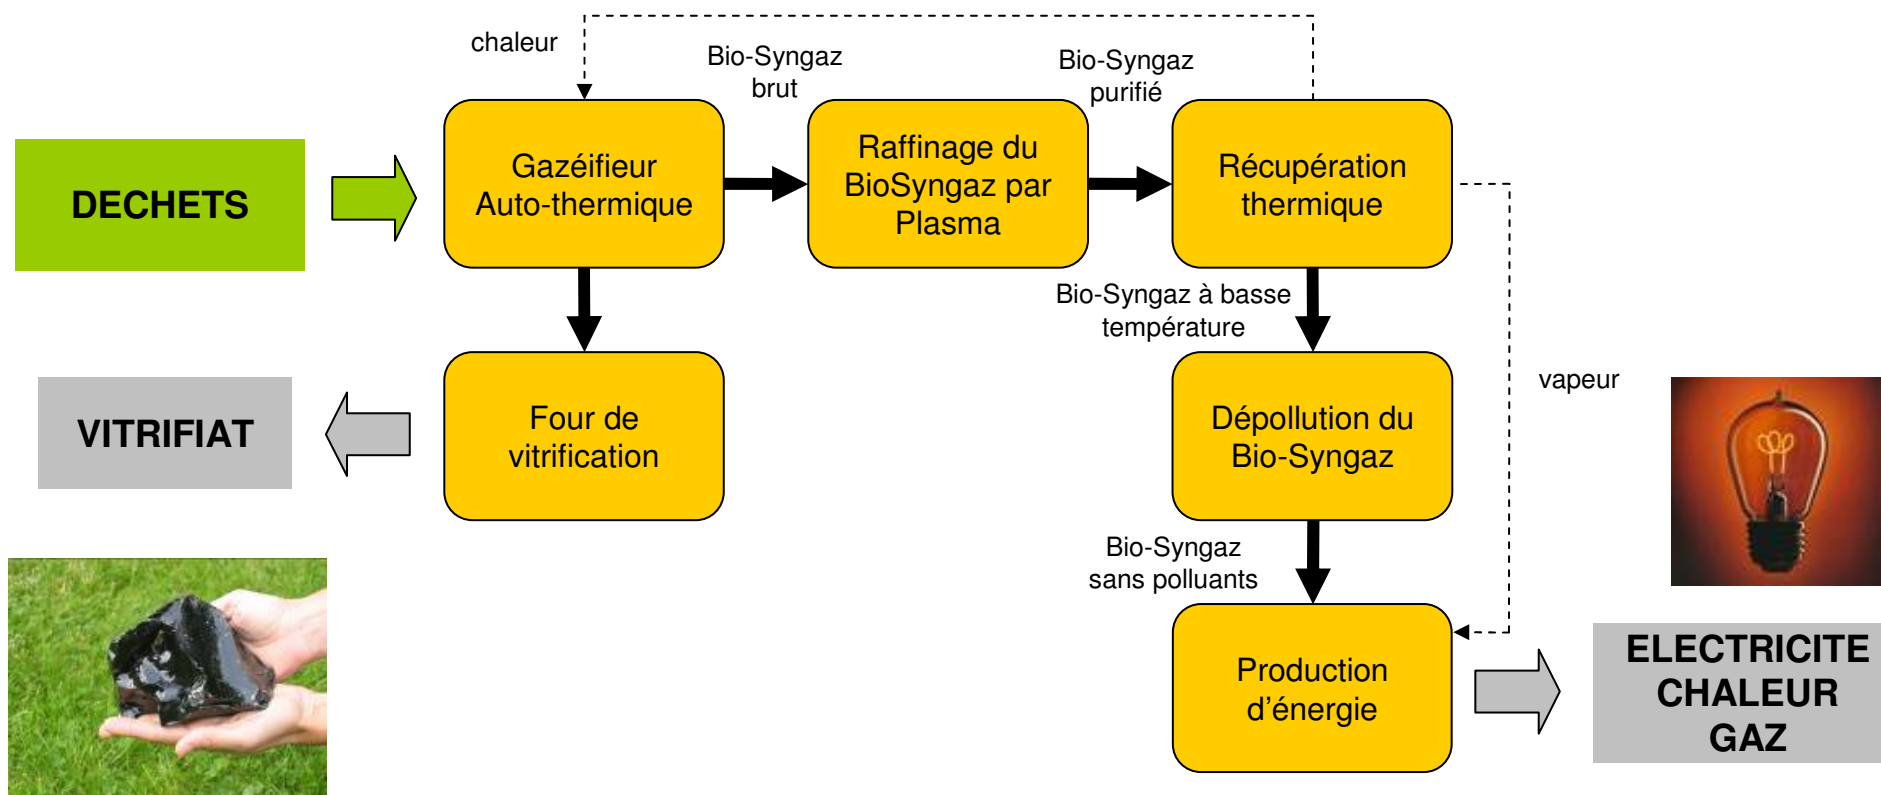 chaleur
Bio-Syngaz
brut
Bio-Syngaz
purifié
DECHETS
Gazéifieur
Auto-thermique
Raffinage du
BioSyngaz par
Plasma
Récupération
thermique
Bio-Syngaz à basse
température
vapeur
VITRIFIAT
Four de
vitrification
Dépollution du
Bio-Syngaz
Bio-Syngaz
sans polluants
Production
d’énergie
ELECTRICITE
CHALEUR
GAZ